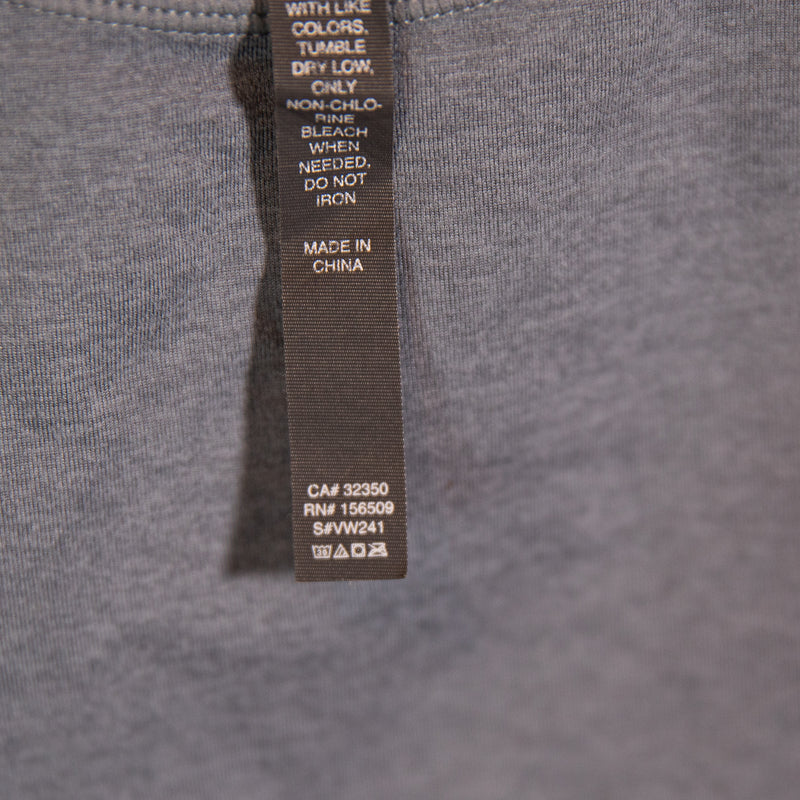 WITH LIKE
COLORS.
TUMBLE
DRY LOW,
ONLY
NON-CHLO-
RINE
BLEACH
WHEN
NEEDED,
DO NOT
IRON
MADE IN
CHINA
CA# 32350
RN# 156509
S#VW241